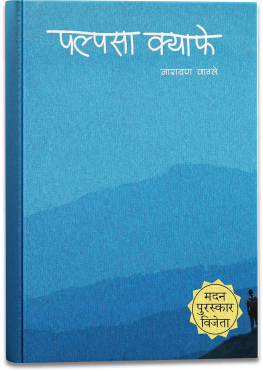 पल्पसा क्याफे
नारायण वाग्ले
मदन
पुरस्कार
विजेता